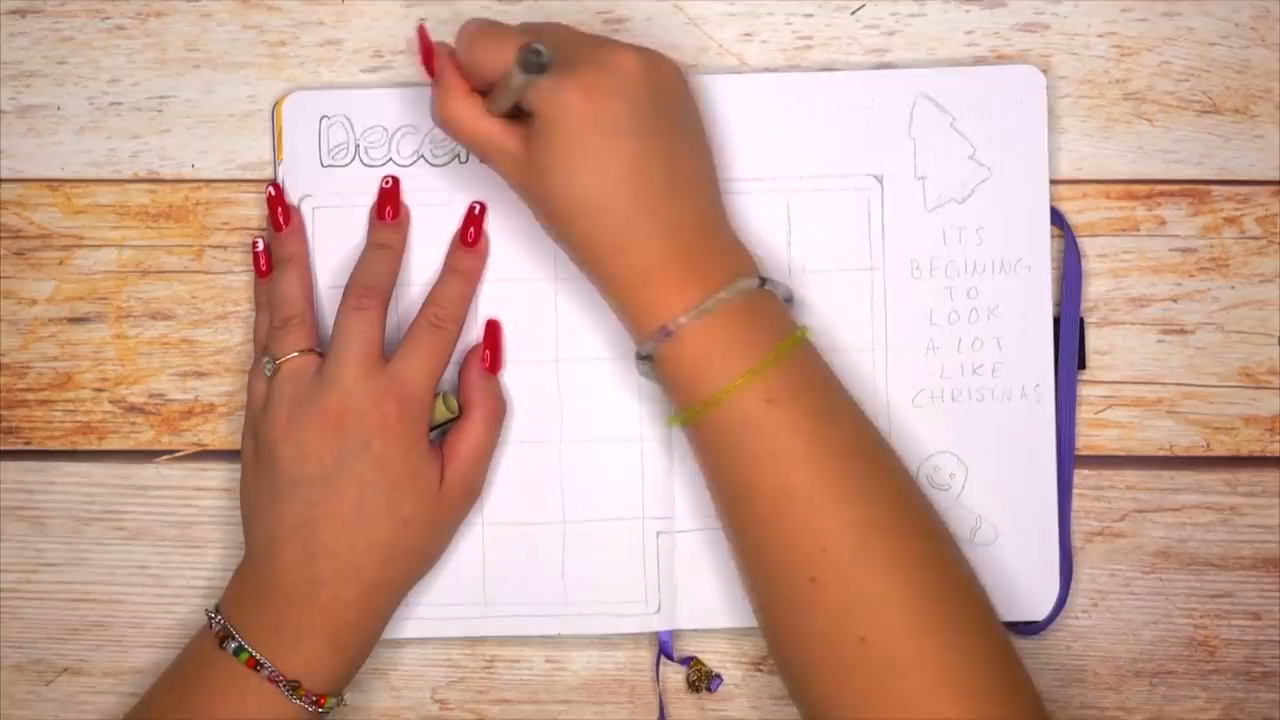 Decem
ITS
BEGINING
TO
LOOK
A LOT
LIKE
CHRISTMAS